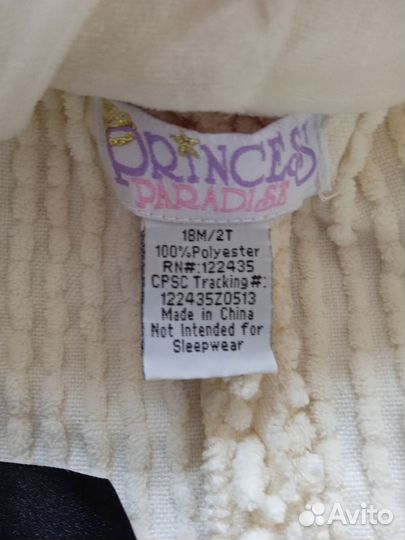 PRINCESS
PARADISE
18M/2T
100%Polyester
RN#:122435
CPSC Tracking#:
122435Z0513
Made in China
Not Intended for
Sleepwear
Avito